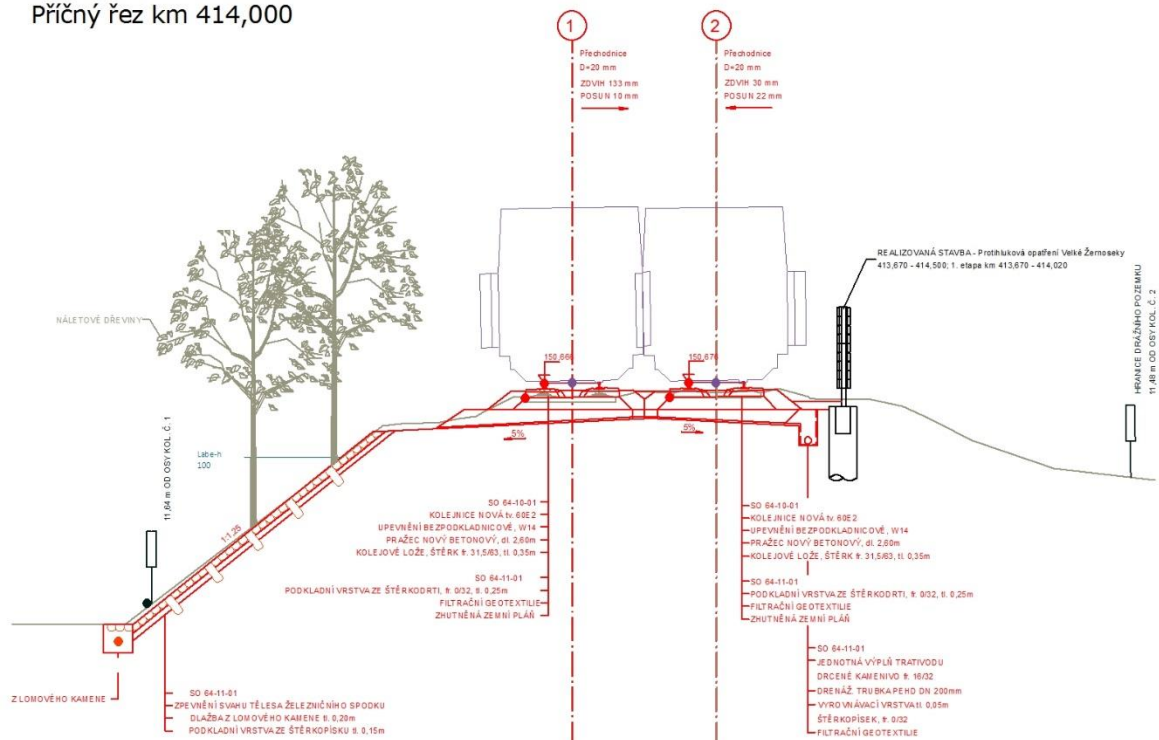 Příčný řez km 414,000
1
Přechodnice
D=20 mm
ZDVIH 133 mm
POSUN 10 mm
2
Přechodnice
D=20 mm
ZDVIH 30 mm
POSUN 22 mm
REALIZOVANÁ STAVBA - Protihluková opatření Velké Žernoseky
413,670 - 414,500; 1. etapa km 413,670 - 414,020
HRANICE DRÁŽNÍHO POZEMKU
11,48 m OD OSY KOL. Č. 2
NÁLETOVÉ DŘEVINY
150,666
150,676
11,64 m OD OSY KOL. Č. 1
Labe-h
100
5%
5%
1:1,25
SO 64-10-01
KOLEJNICE NOVÁ tv. 60E2
UPEVNĚNÍ BEZPODKLADNICOVÉ, W14
PRAŽEC NOVÝ BETONOVÝ, dl. 2,60m
KOLEJOVÉ LOŽE, ŠTĚRK fr. 31,5/63, tl. 0,35m
SO 64-11-01
PODKLADNÍ VRSTVA ZE ŠTĚRKODRTI, fr. 0/32, tl. 0,25m
FILTRAČNÍ GEOTEXTILIE
ZHUTNĚNÁ ZEMNÍ PLÁŇ
SO 64-10-01
KOLEJNICE NOVÁ tv. 60E2
UPEVNĚNÍ BEZPODKLADNICOVÉ, W14
PRAŽEC NOVÝ BETONOVÝ, dl. 2,60m
KOLEJOVÉ LOŽE, ŠTĚRK fr. 31,5/63, tl. 0,35m
SO 64-11-01
PODKLADNÍ VRSTVA ZE ŠTĚRKODRTI, fr. 0/32, tl. 0,25m
FILTRAČNÍ GEOTEXTILIE
ZHUTNĚNÁ ZEMNÍ PLÁŇ
SO 64-11-01
JEDNOTNÁ VÝPLŇ TRATIVODU
DRCENÉ KAMENIVO fr. 16/32
DRENÁŽ. TRUBKA PEHD DN 200mm
VYROVNÁVACÍ VRSTVA tl. 0,05m
ŠTĚRKOPÍSEK, fr. 0/32
FILTRAČNÍ GEOTEXTILIE
Z LOMOVÉHO KAMENE
SO 64-11-01
ZPEVNĚNÍ SVAHU TĚLESA ŽELEZNIČNÍHO SPODKU
DLAŽBA Z LOMOVÉHO KAMENE tl. 0,20m
PODKLADNÍ VRSTVA ZE ŠTĚRKOPÍSKU tl. 0,15m